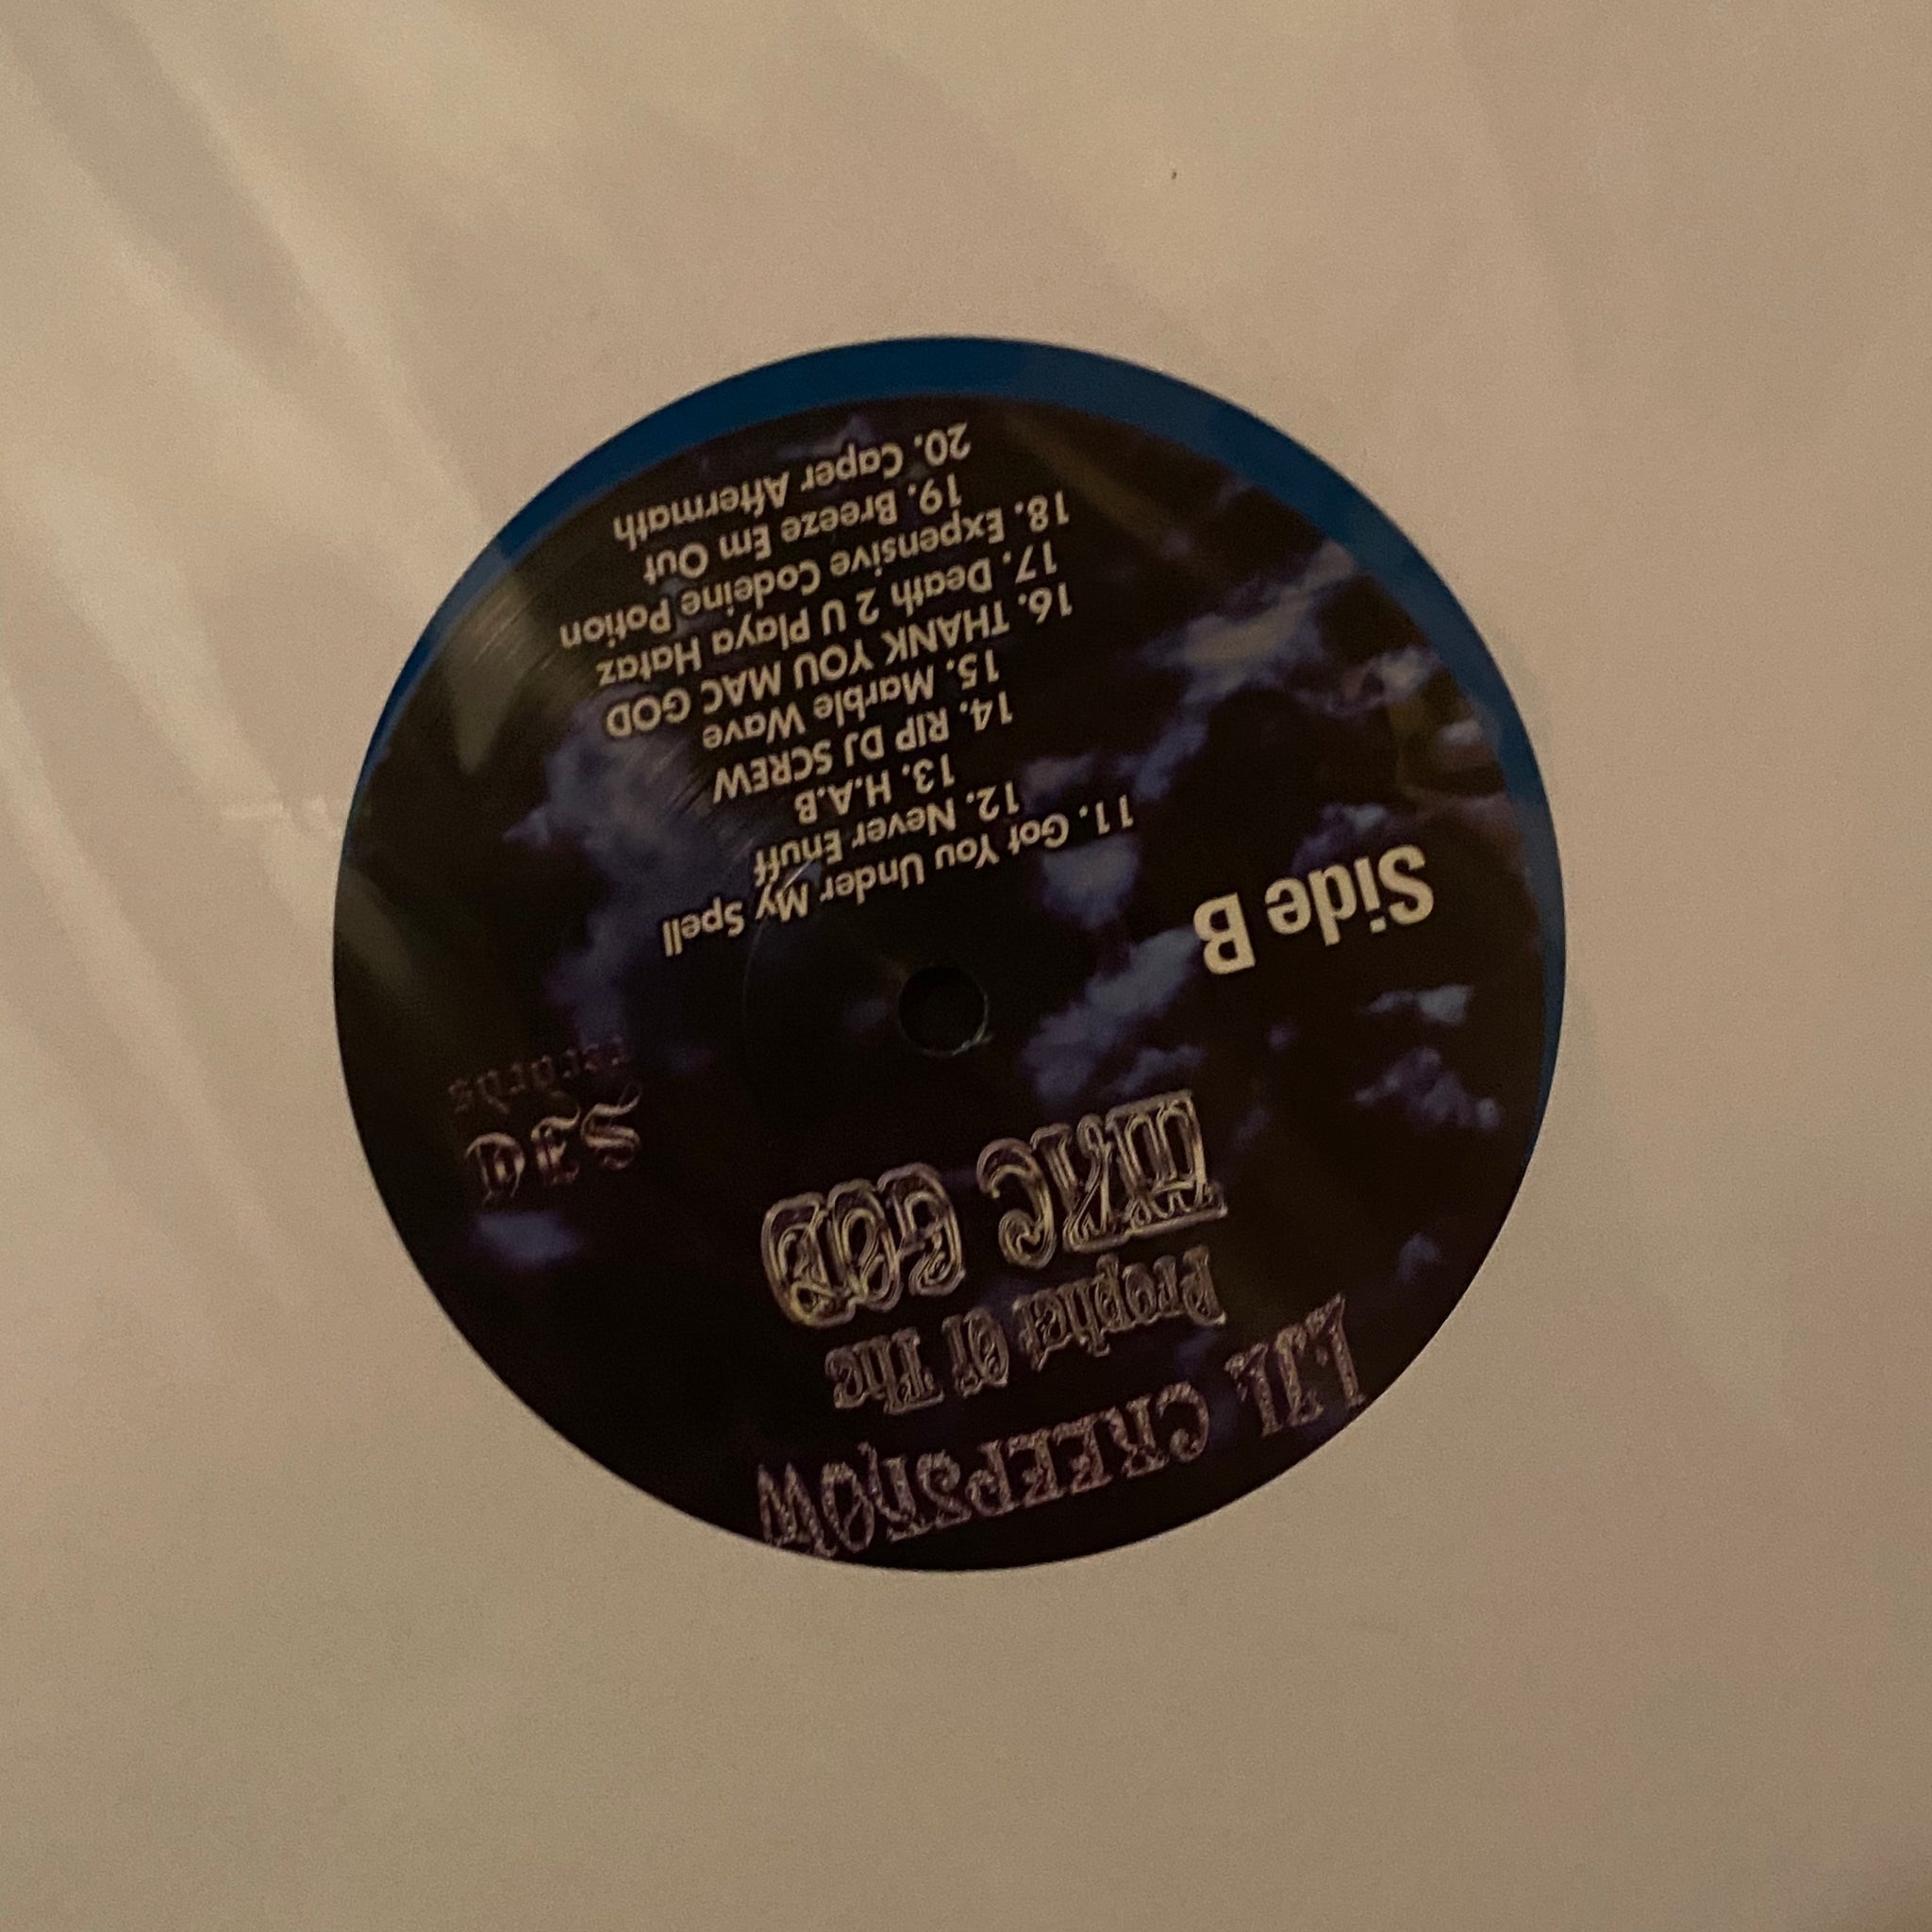 LIL CREEPSHOW
Prophet Of The
MAC GOD
SFD
records
Side B
11. Got You Under My Spell
12. Never Enuff
13. H.A.B
14. RIP DJ SCREW
15. Marble Wave
16. THANK YOU MAC GOD
17. Death 2 U Playa Hataz
18. Expensive Codeine Potion
19. Breeze Em Out
20. Caper Aftermath